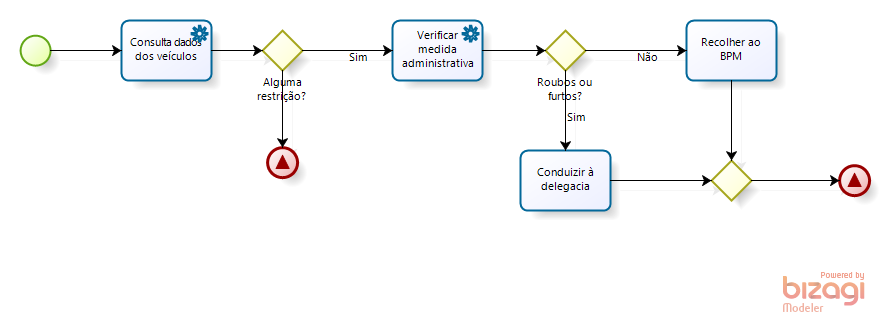 Consulta dados
dos veículos
Alguma
restrição?
Sim
Verificar
medida
administrativa
Roubos ou
furtos?
Não
Sim
Recolher ao
BPM
Conduizir à
delegacia
Powered by
bizagi
Modeler